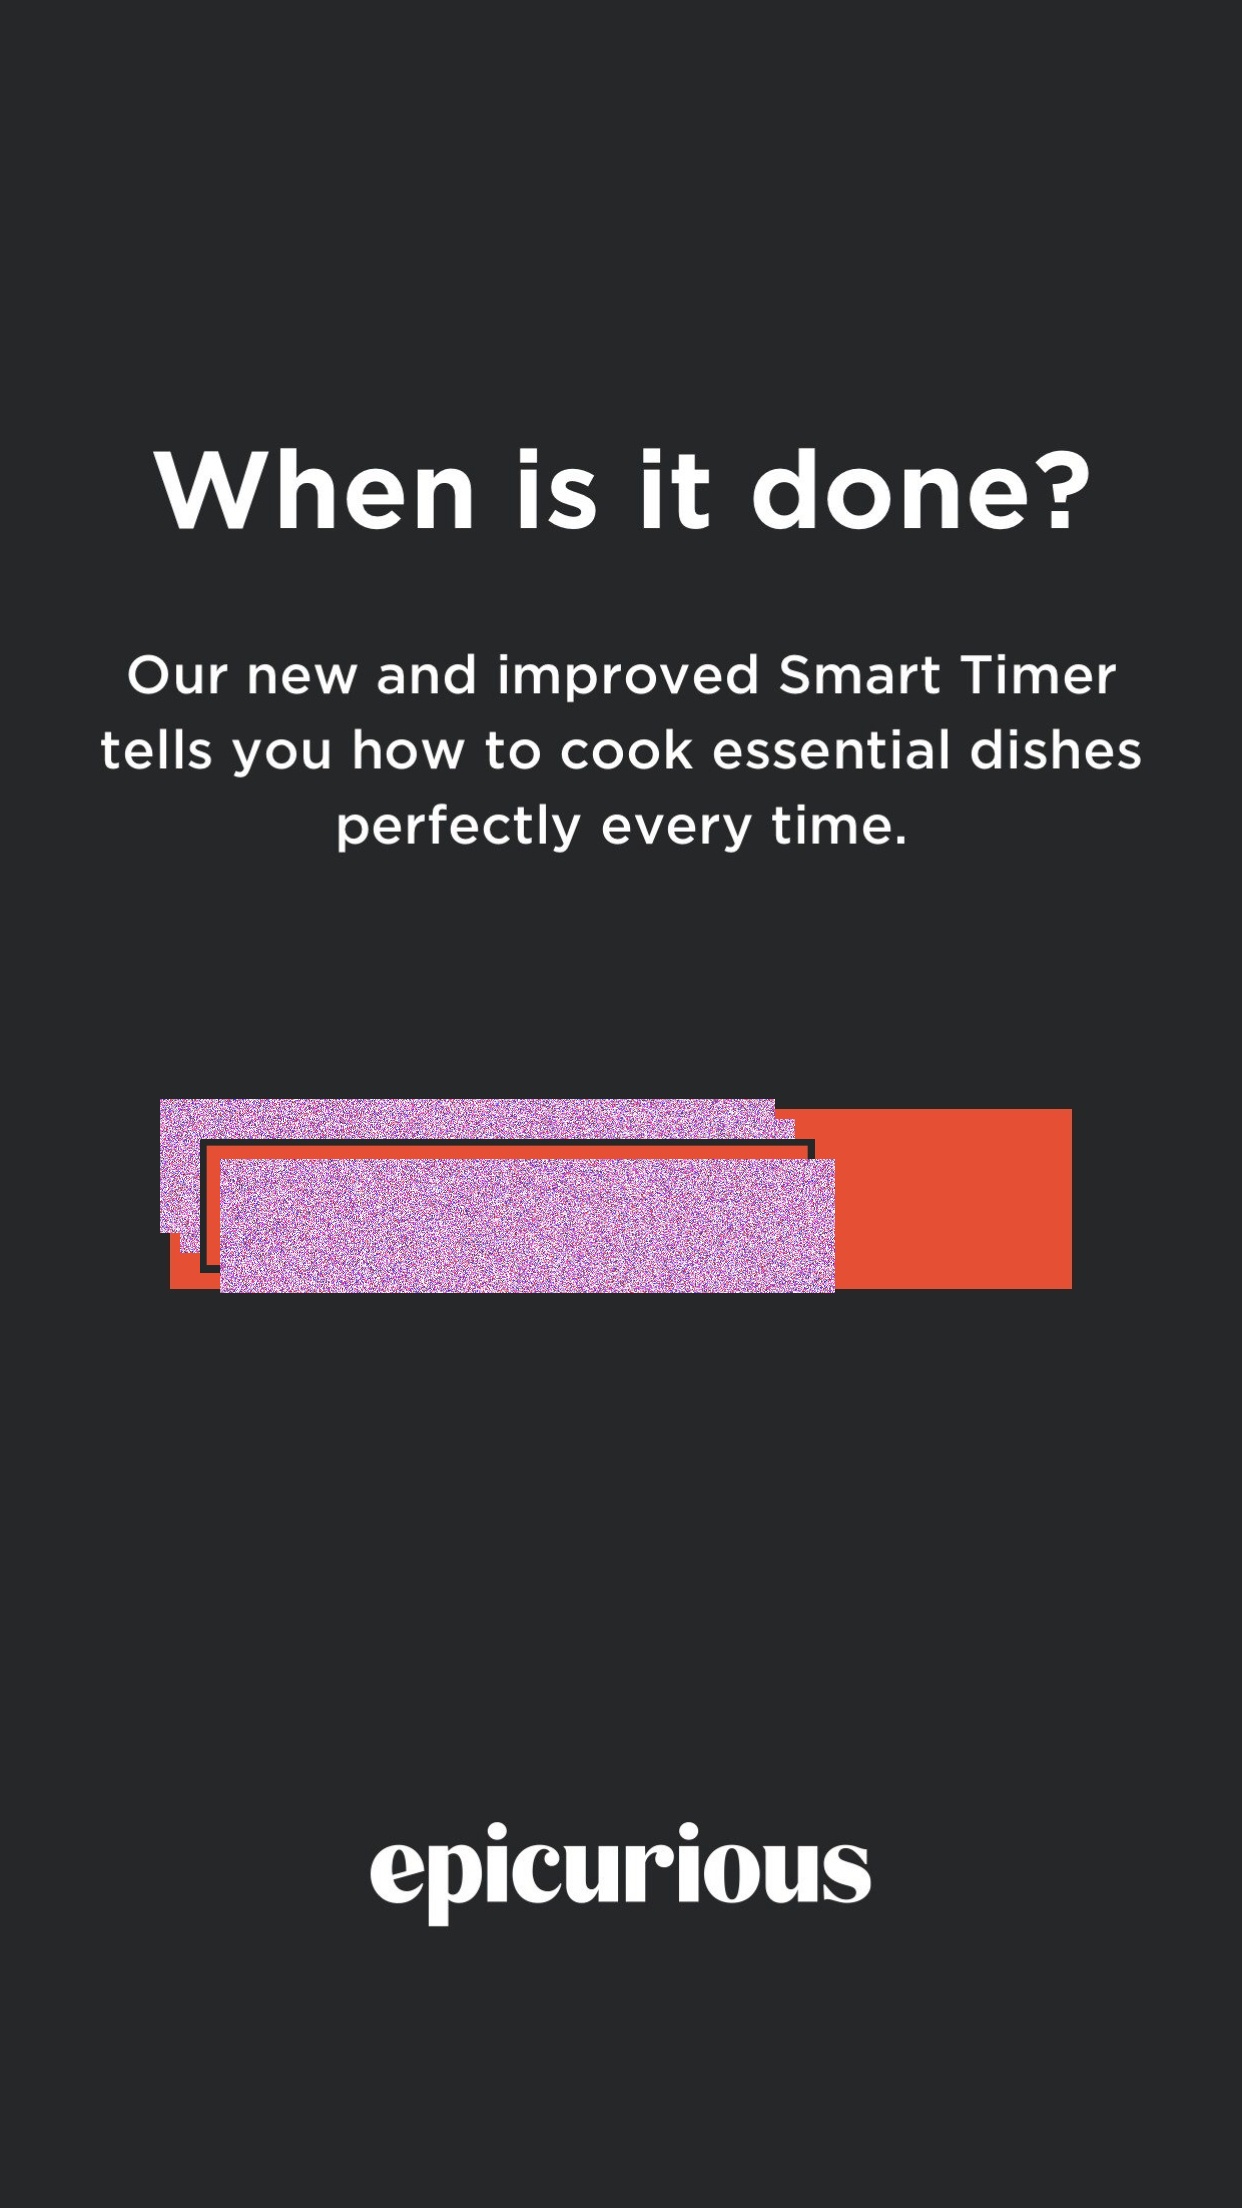 When is it done?
Our new and improved Smart Timer
tells you how to cook essential dishes
perfectly every time.
epicurious